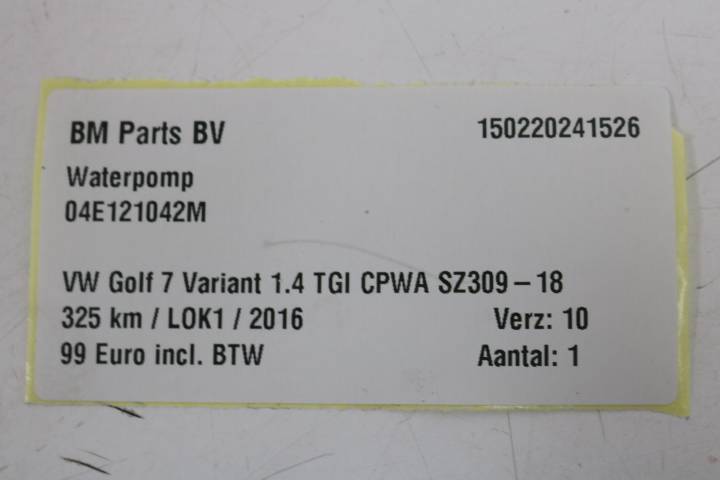 BM Parts BV 150220241526
Waterpomp
04E121042M
VW Golf 7 Variant 1.4 TGI CPWA SZ309 – 18
325 km / LOK1 / 2016 Verz: 10
99 Euro incl. BTW Aantal: 1